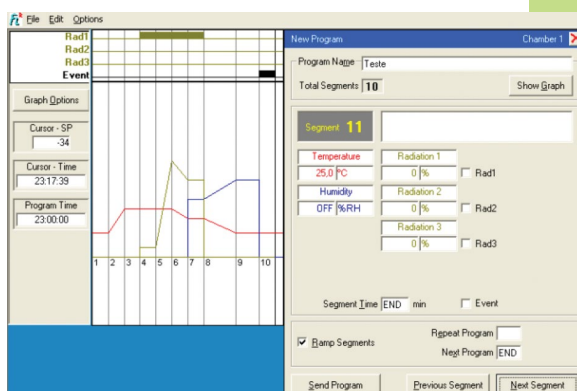 File Edit Options
Rad1
Rad2
Rad3
Event
Graph Options
Cursor - SP
-34
Cursor - Time
23:17:39
Program Time
23:00:00
1 2 3 4 5 6 7 8 9 10
New Program Chamber 1
Program Name Teste
Total Segments 10 Show Graph
Segment 11
Temperature Radiation 1
25,0 °C 0 % Rad1
Humidity Radiation 2
OFF %RH 0 % Rad2
Radiation 3
0 % Rad3
Segment Time END min Event
Ramp Segments Repeat Program
Next Program END
Send Program Previous Segment Next Segment